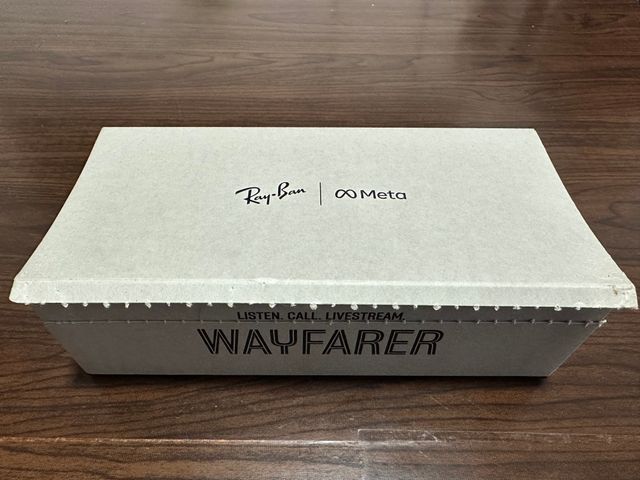 Ray-Ban | Meta
LISTEN. CALL. LIVESTREAM.
WAYFARER